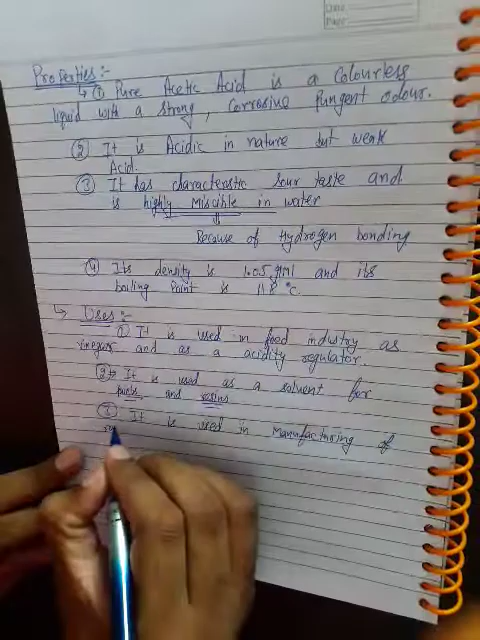 Properties:-
↳ ① Pure Acetic Acid is a Colourless
liquid with a strong, Corrosive Pungent odour.
② It is Acidic in nature but weak
Acid.
③ It has characterstic Sour taste and
is highly Miscible in water
⇓
Because of Hydrogen bonding
④ Its density is 1.05 g/ml and its
boiling Point is 118 °C.
↳ Uses:-
①. It is used in food industry as
vinegar and as a acidity regulator.
②→ It is used as a solvent for
and resins
③ It is used in Manufacturing of